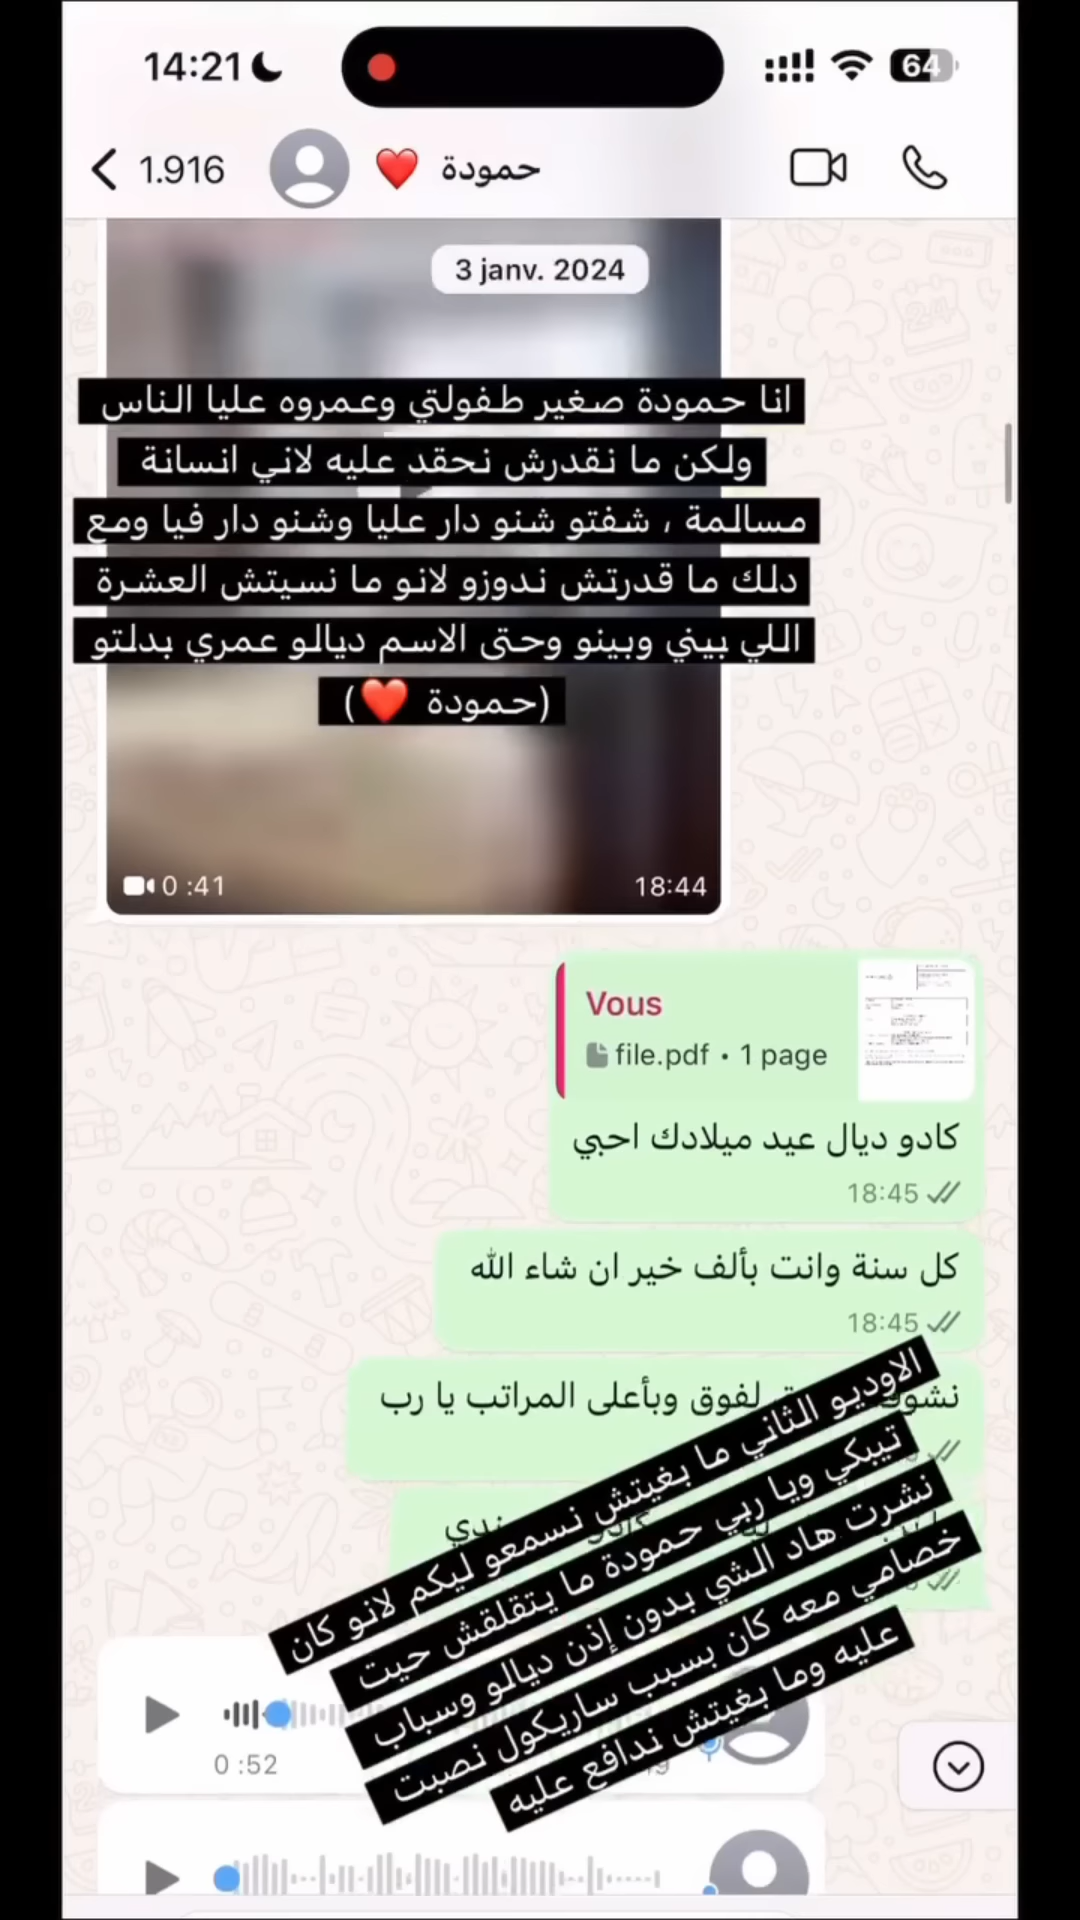 14:21
64
1.916
❤️ حمودة
3 janv. 2024
انا حمودة صغير طفولتي وعمروه عليا الناس
ولكن ما نقدرش نحقد عليه لاني انسانة
مسالمة ، شفتو شنو دار عليا وشنو دار فيا ومع
دلك ما قدرتش ندوزو لانو ما نسيتش العشرة
اللي بيني وبينو وحتى الاسم ديالو عمري بدلتو
(حمودة ❤️)
0 :41
18:44
Vous
file.pdf • 1 page
كادو ديال عيد ميلادك احبي
18:45
كل سنة وانت بألف خير ان شاء الله
18:45
لفوق وبأعلى المراتب يا رب
الاوديو الثاني ما بغيتش نسمعو ليكم لانو كان
تيبكي ويا ربي حمودة ما يتقلقش حيت
نشرت هاد الشي بدون إذن ديالو وسباب
خصامي معه كان بسبب ساريكول نصبت
عليه وما بغيتش ندافع عليه
0 :52